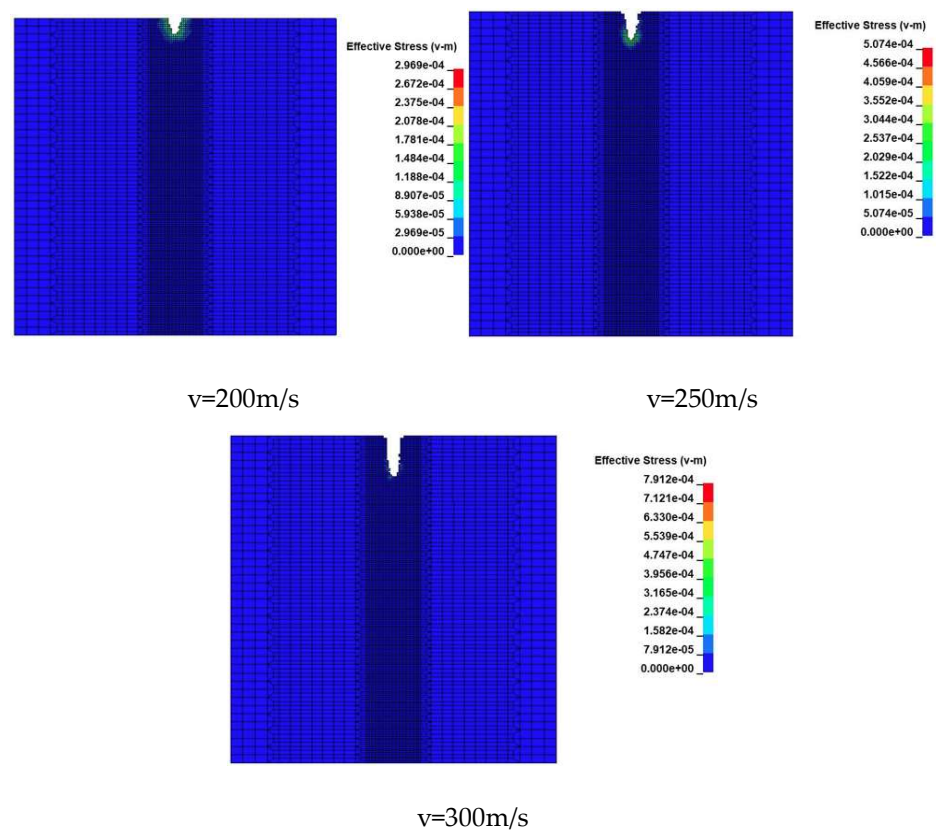 Effective Stress (v-m)
2.969e-04
2.672e-04
2.375e-04
2.078e-04
1.781e-04
1.484e-04
1.188e-04
8.907e-05
5.938e-05
2.969e-05
0.000e+00
Effective Stress (v-m)
5.074e-04
4.566e-04
4.059e-04
3.552e-04
3.044e-04
2.537e-04
2.029e-04
1.522e-04
1.015e-04
5.074e-05
0.000e+00
v=200m/s
v=250m/s
Effective Stress (v-m)
7.912e-04
7.121e-04
6.330e-04
5.539e-04
4.747e-04
3.956e-04
3.165e-04
2.374e-04
1.582e-04
7.912e-05
0.000e+00
v=300m/s